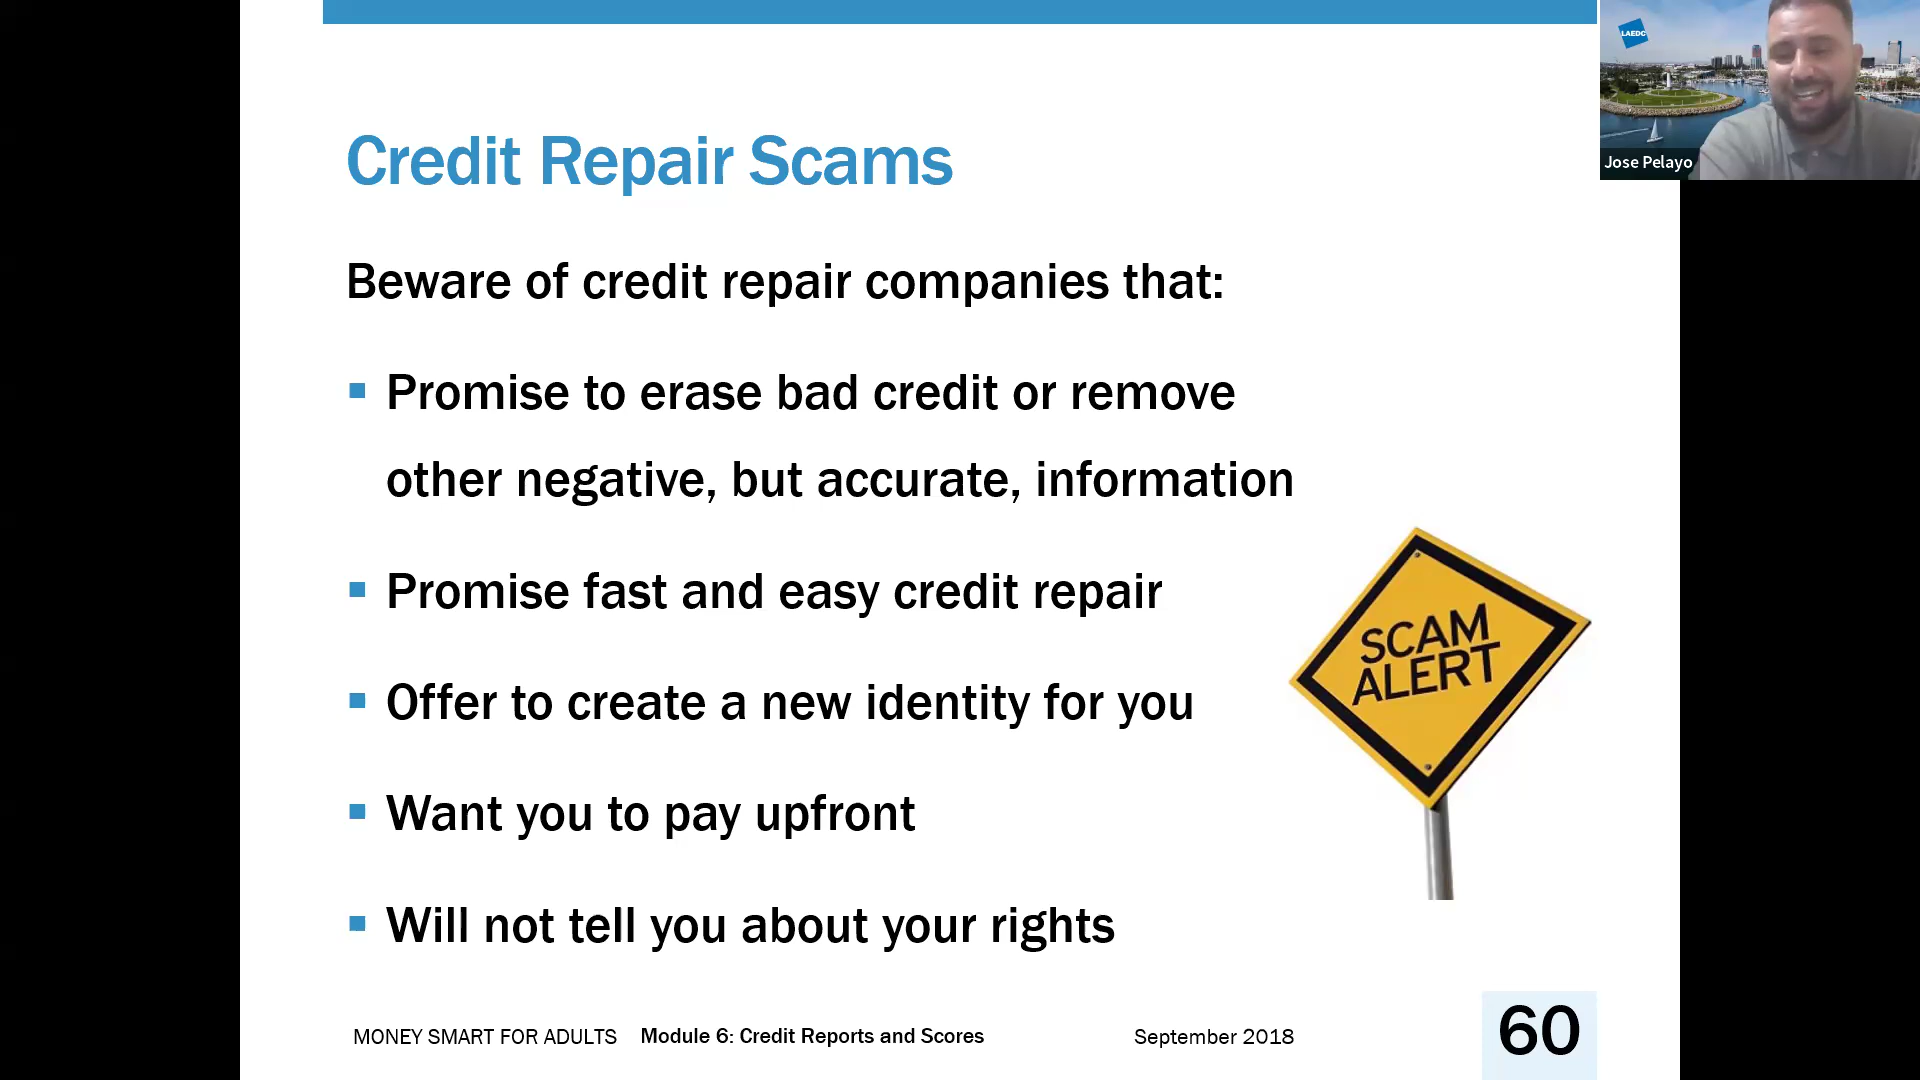 LAEDC
Jose Pelayo
Credit Repair Scams
Beware of credit repair companies that:
Promise to erase bad credit or remove
other negative, but accurate, information
Promise fast and easy credit repair
Offer to create a new identity for you
Want you to pay upfront
Will not tell you about your rights
SCAM
ALERT
MONEY SMART FOR ADULTS Module 6: Credit Reports and Scores September 2018 60